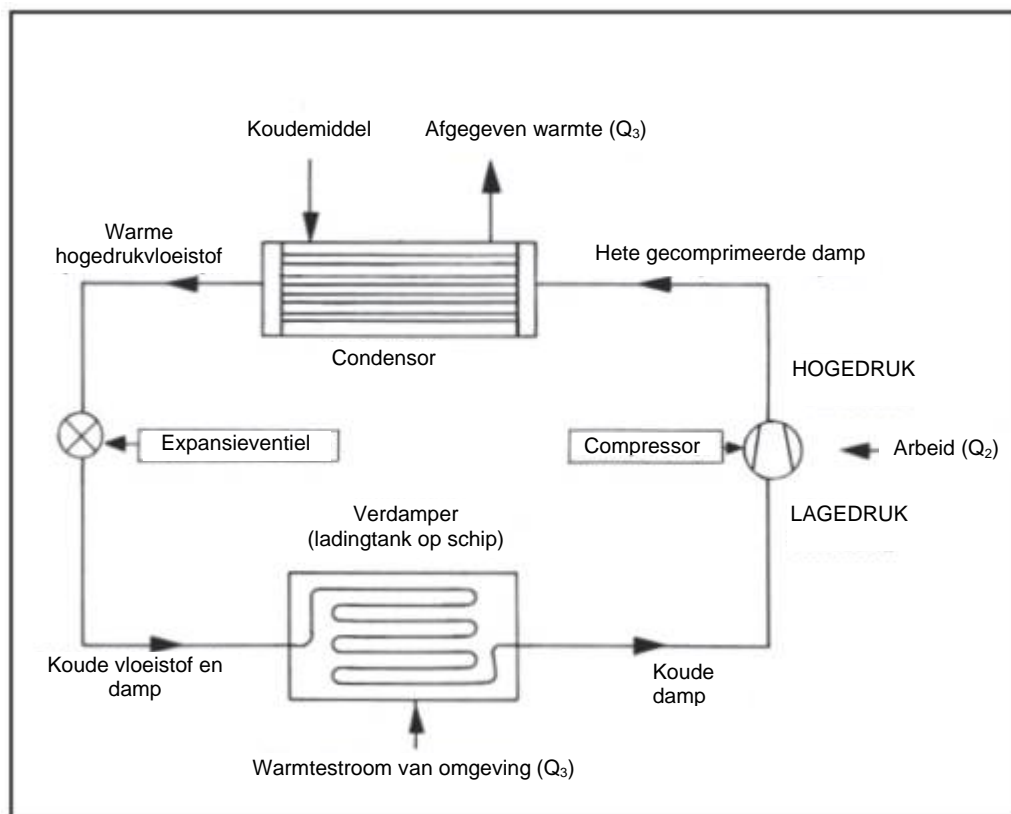 Koudemiddel
Afgegeven warmte (Q₃)
Warme
hogedrukvloeistof
Hete gecomprimeerde damp
Condensor
HOGEDRUK
Expansieventiel
Compressor
Arbeid (Q₂)
LAGEDRUK
Verdamper
(ladingtank op schip)
Koude vloeistof en
damp
Koude
damp
Warmtestroom van omgeving (Q₃)